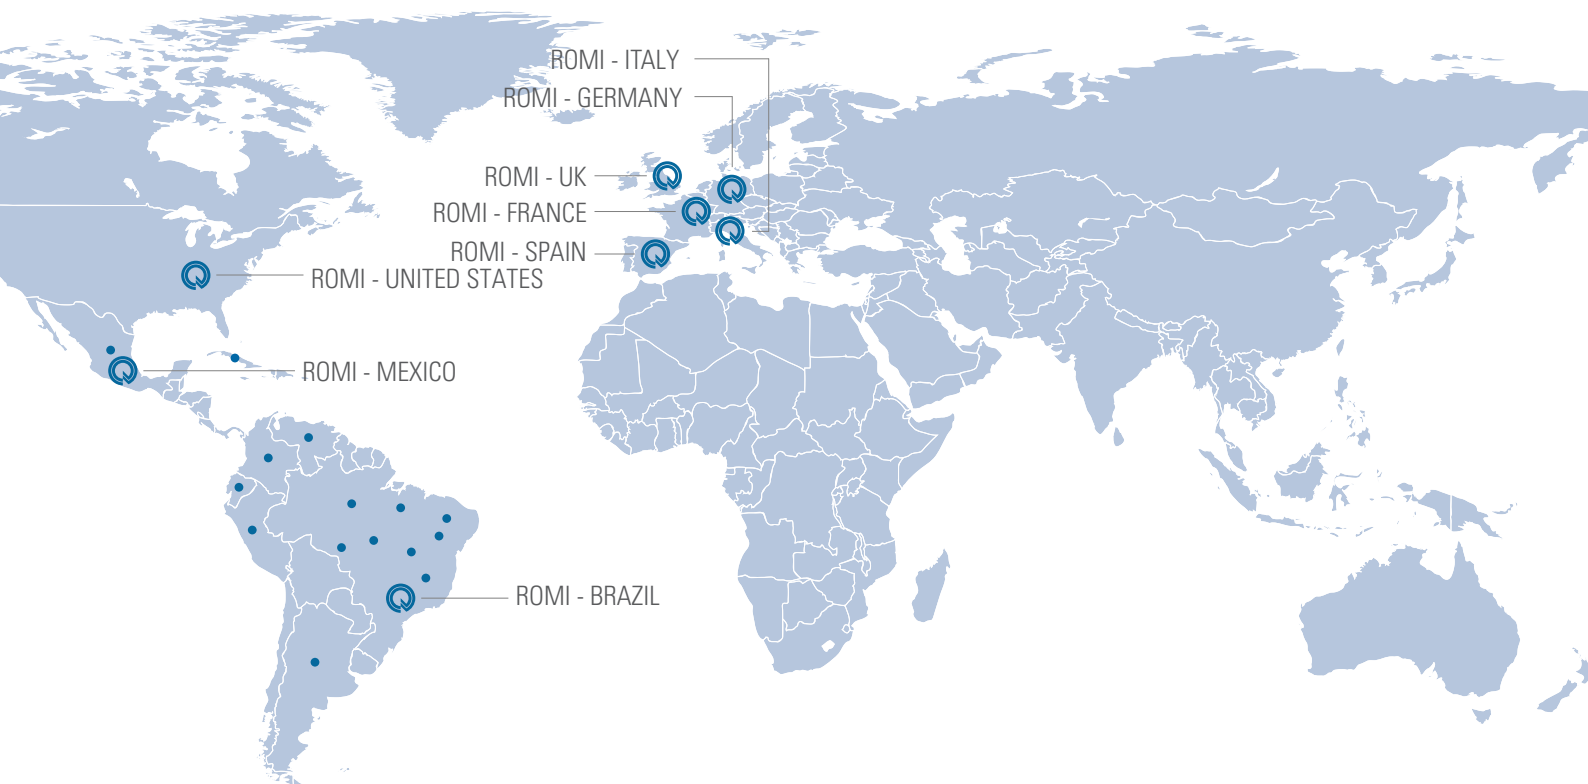 ROMI - ITALY
ROMI - GERMANY
ROMI - UK
ROMI - FRANCE
ROMI - SPAIN
ROMI - UNITED STATES
ROMI - MEXICO
ROMI - BRAZIL